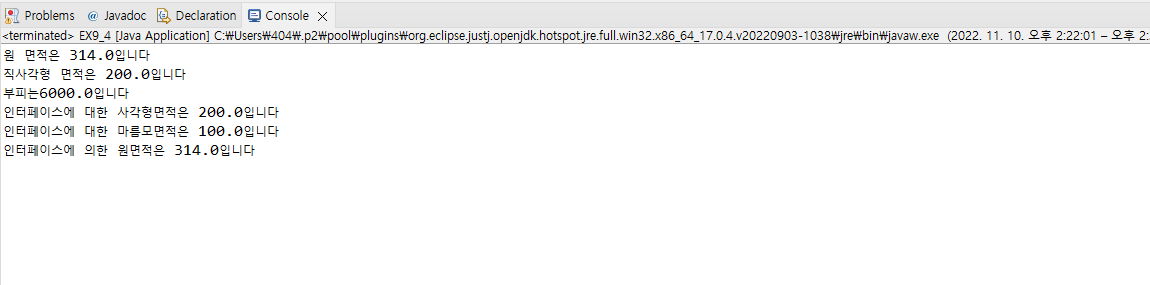 Problems @ Javadoc Declaration Console
<terminated> EX9_4 [Java Application] C:₩Users₩404₩.p2₩pool₩plugins₩org.eclipse.justj.openjdk.hotspot.jre.full.win32.x86_64_17.0.4.v20220903-1038₩jre₩bin₩javaw.exe (2022. 11. 10. 오후 2:22:01 – 오후 2:
원 면적은 314.0입니다
직사각형 면적은 200.0입니다
부피는6000.0입니다
인터페이스에 대한 사각형면적은 200.0입니다
인터페이스에 대한 마름모면적은 100.0입니다
인터페이스에 의한 원면적은 314.0입니다